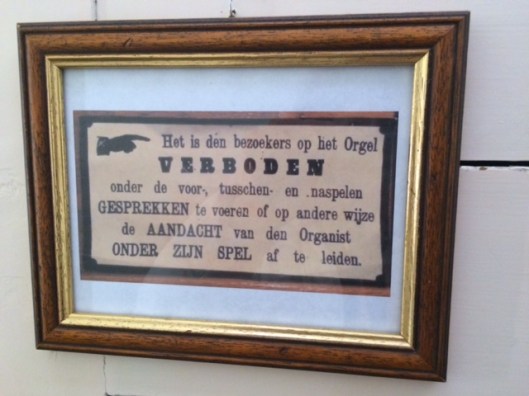 Het is den bezoekers op het Orgel
VERBODEN
onder de voor-, tusschen- en naspelen
GESPREKKEN te voeren of op andere wijze
de AANDACHT van den Organist
ONDER ZIJN SPEL af te leiden.